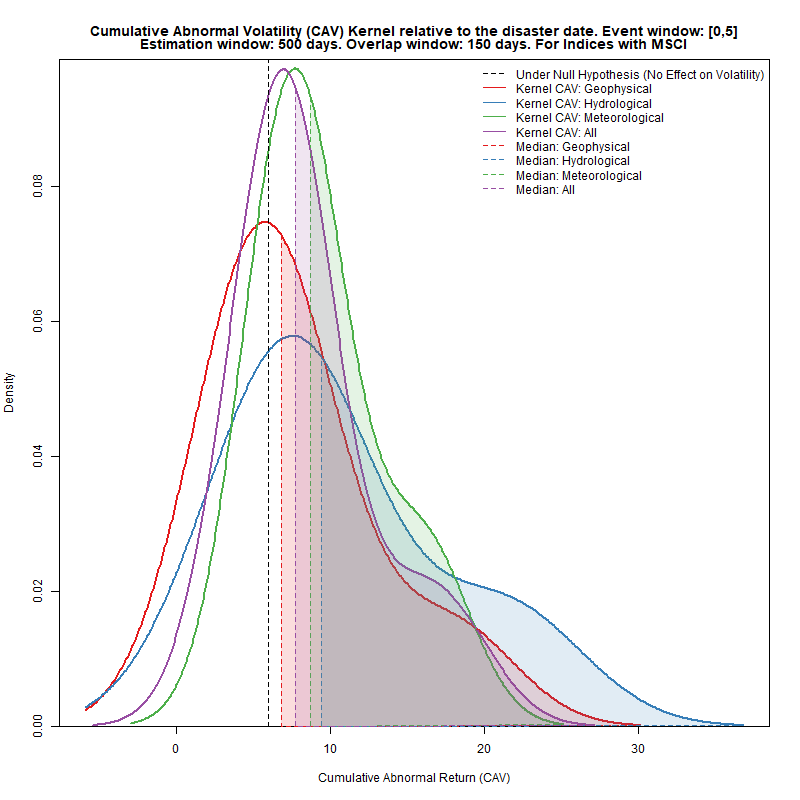 Cumulative Abnormal Volatility (CAV) Kernel relative to the disaster date. Event window: [0,5]
Estimation window: 500 days. Overlap window: 150 days. For Indices with MSCI
Under Null Hypothesis (No Effect on Volatility)
Kernel CAV: Geophysical
Kernel CAV: Hydrological
Kernel CAV: Meteorological
Kernel CAV: All
Median: Geophysical
Median: Hydrological
Median: Meteorological
Median: All
Density
0.08
0.06
0.04
0.02
0.00
0 10 20 30
Cumulative Abnormal Return (CAV)